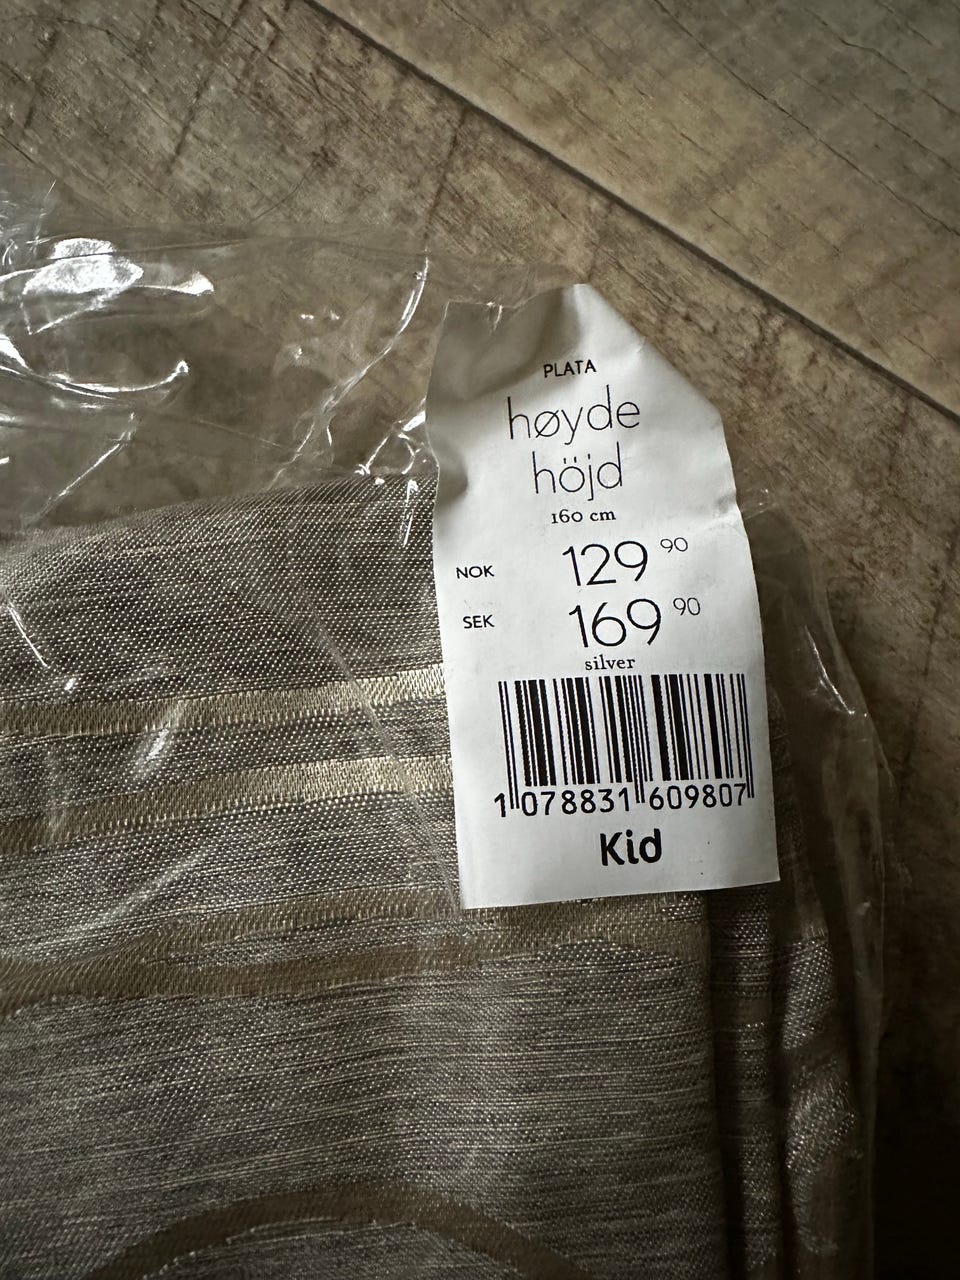 PLATA
høyde
höjd
160 cm
NOK 129 90
SEK 169 90
silver
1 078831 609807
Kid